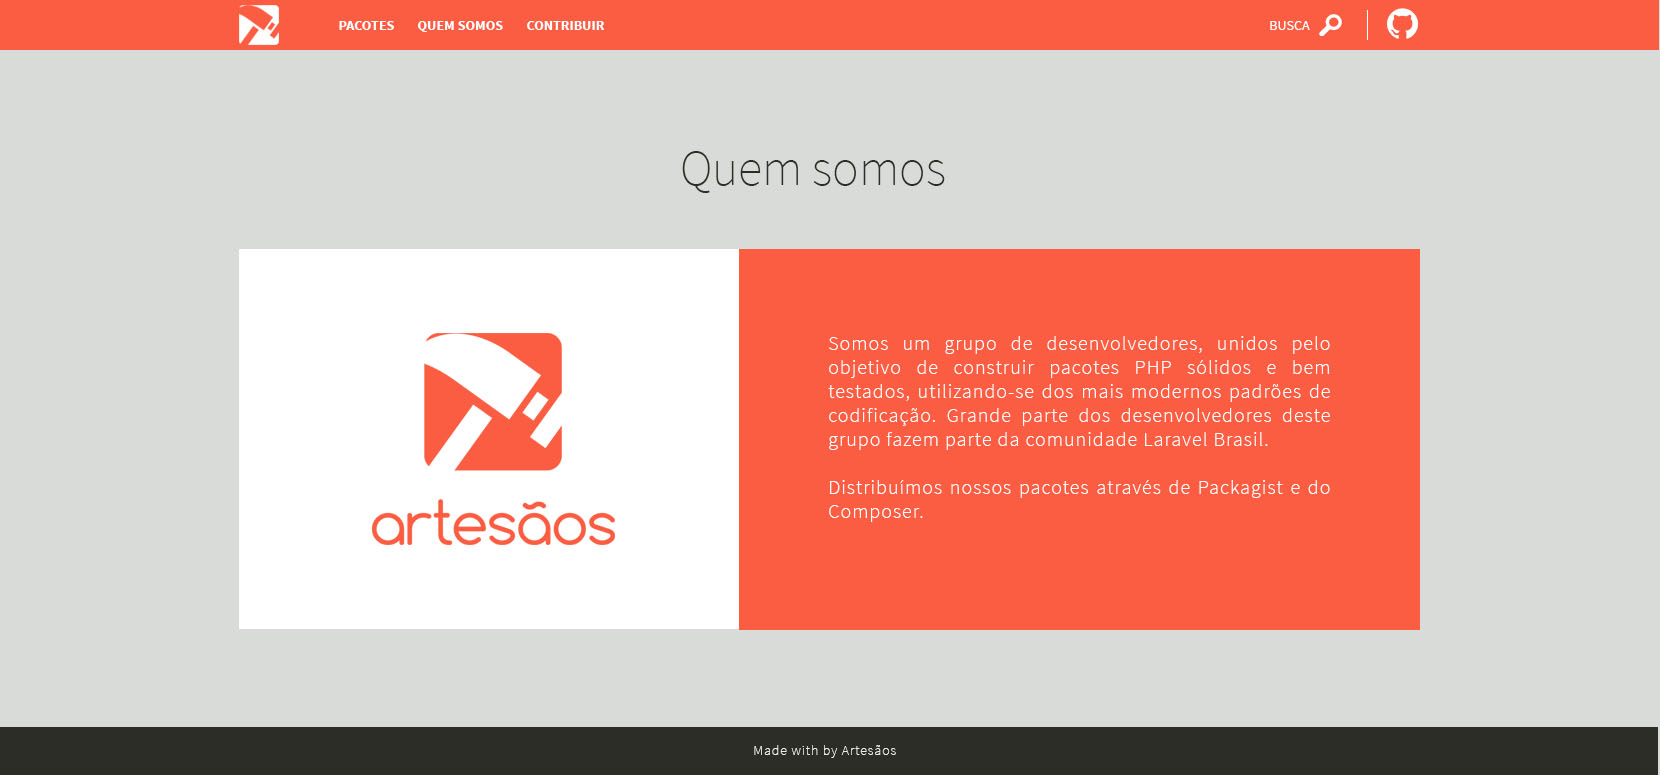 PACOTES QUEM SOMOS CONTRIBUIR BUSCA
Quem somos
artesãos
Somos um grupo de desenvolvedores, unidos pelo
objetivo de construir pacotes PHP sólidos e bem
testados, utilizando-se dos mais modernos padrões de
codificação. Grande parte dos desenvolvedores deste
grupo fazem parte da comunidade Laravel Brasil.
Distribuímos nossos pacotes através de Packagist e do
Composer.
Made with by Artesãos